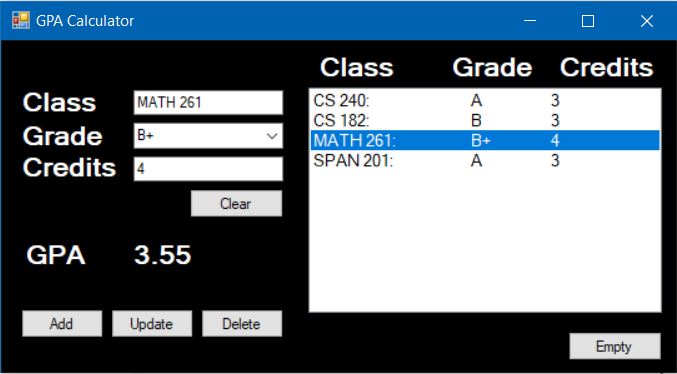 GPA Calculator
Class Grade Credits
Class MATH 261
Grade B+
Credits 4
Clear
GPA 3.55
Add Update Delete
CS 240: A 3
CS 182: B 3
MATH 261: B+ 4
SPAN 201: A 3
Empty